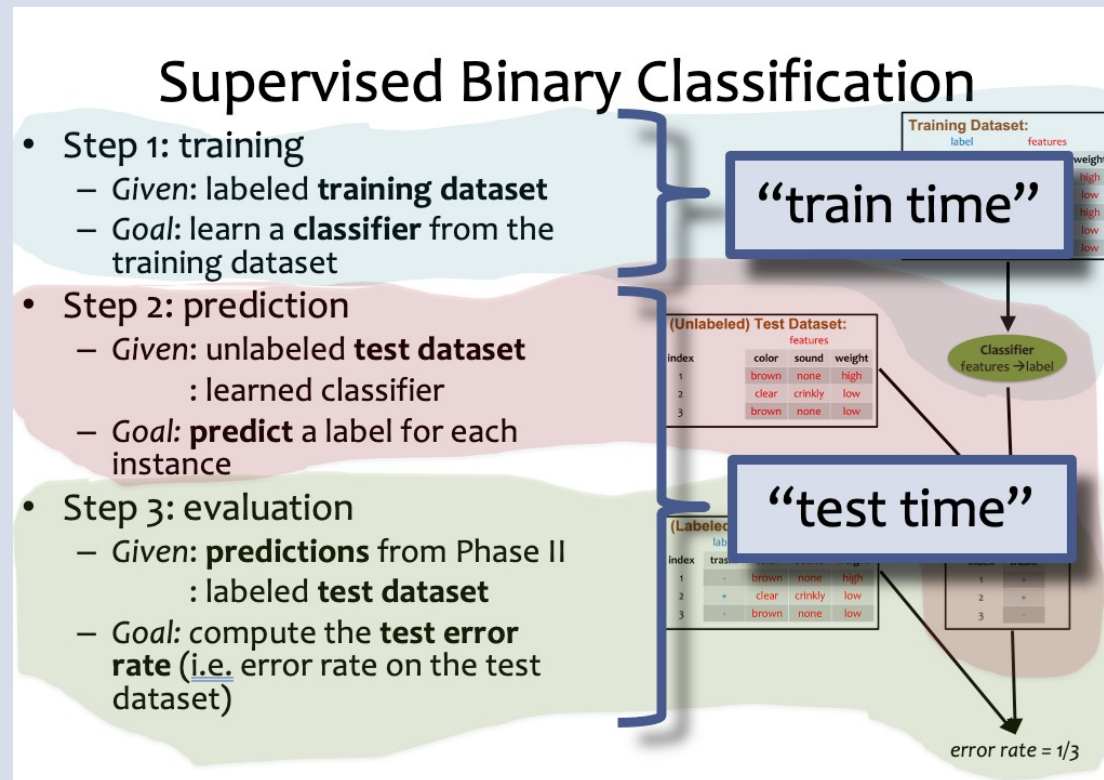 Supervised Binary Classification
• Step 1: training
– Given: labeled training dataset
– Goal: learn a classifier from the
training dataset
• Step 2: prediction
– Given: unlabeled test dataset
: learned classifier
– Goal: predict a label for each
instance
• Step 3: evaluation
– Given: predictions from Phase II
: labeled test dataset
– Goal: compute the test error
rate (i.e. error rate on the test
dataset)
Training Dataset:
label features
weight
high
low
high
low
low
“train time”
Classifier
features →label
(Unlabeled) Test Dataset:
features
index color sound weight
1 brown none high
2 clear crinkly low
3 brown none low
“test time”
index
1 - brown none high
2 + clear crinkly low
3 - brown none low
1 +
2 +
3 -
error rate = 1/3